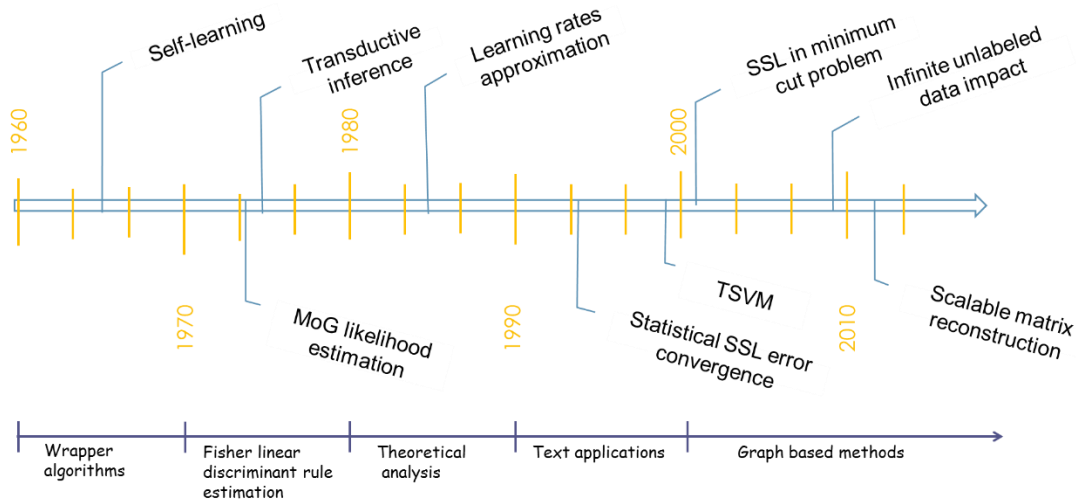 Self-learning
Transductive
inference
Learning rates
approximation
SSL in minimum
cut problem
Infinite unlabeled
data impact
1960
1980
2000
1970
1990
2010
MoG likelihood
estimation
Statistical SSL error
convergence
TSVM
Scalable matrix
reconstruction
Wrapper
algorithms
Fisher linear
discriminant rule
estimation
Theoretical
analysis
Text applications
Graph based methods